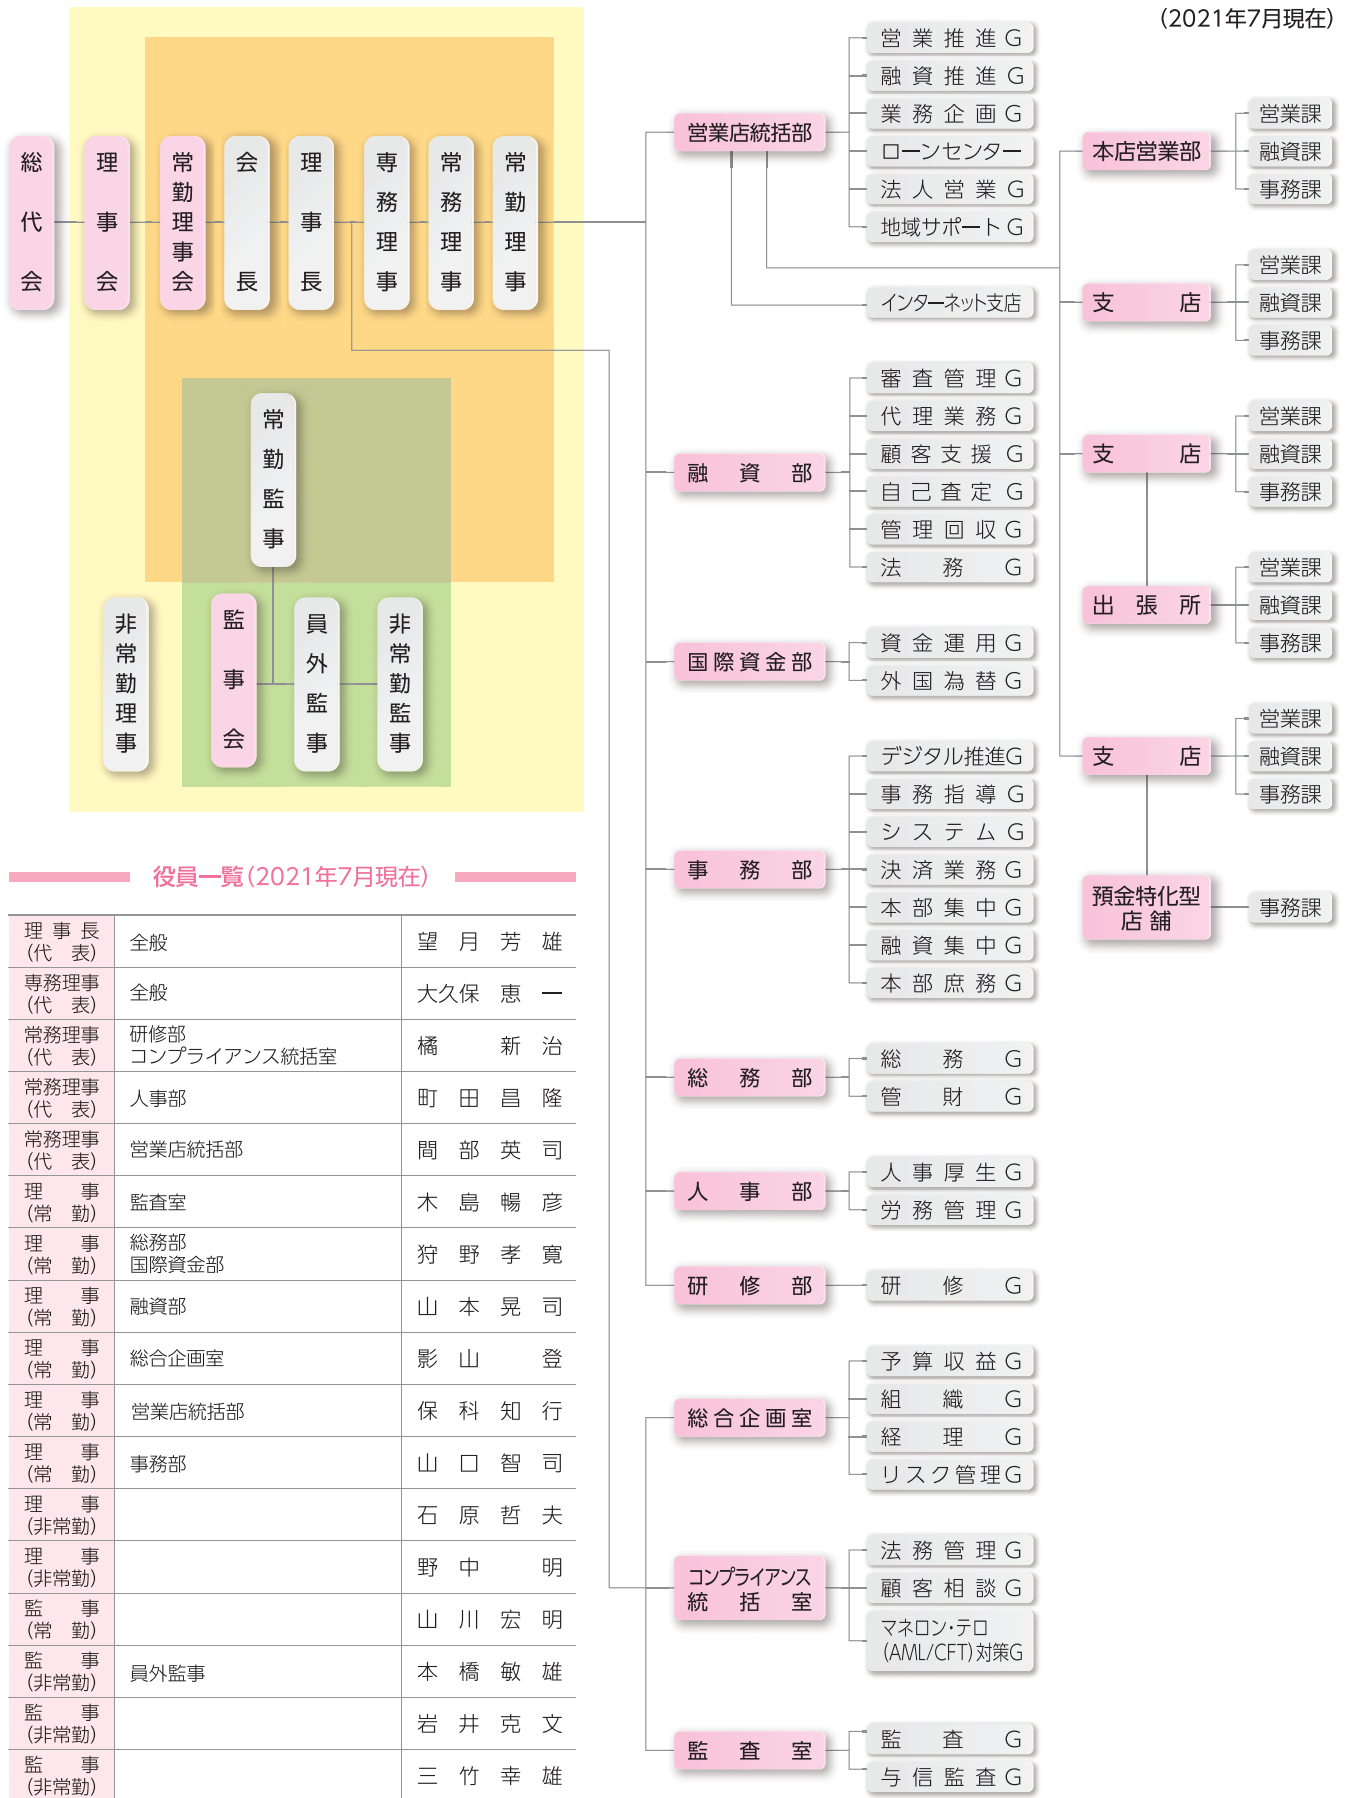 (2021年7月現在)
総代会
理事会
常勤理事会
会長
理事長
専務理事
常務理事
常勤理事
常勤監事
非常勤理事
監事会
員外監事
非常勤監事
営業店統括部
営業推進G
融資推進G
業務企画G
ローンセンター
法人営業G
地域サポートG
インターネット支店
融資部
審査管理G
代理業務G
顧客支援G
自己査定G
管理回収G
法務G
国際資金部
資金運用G
外国為替G
事務部
デジタル推進G
事務指導G
システムG
決済業務G
本部集中G
融資集中G
本部庶務G
総務部
総務G
管財G
人事部
人事厚生G
労務管理G
研修部
研修G
総合企画室
予算収益G
組織G
経理G
リスク管理G
コンプライアンス
統括室
法務管理G
顧客相談G
マネロン・テロ
(AML/CFT)対策G
監査室
監査G
与信監査G
本店営業部
営業課
融資課
事務課
支店
営業課
融資課
事務課
支店
営業課
融資課
事務課
出張所
営業課
融資課
事務課
支店
営業課
融資課
事務課
預金特化型
店舗
事務課
役員一覧(2021年7月現在)
理事長
(代表)
全般
望月芳雄
専務理事
(代表)
全般
大久保恵一
常務理事
(代表)
研修部
コンプライアンス統括室
橘新治
常務理事
(代表)
人事部
町田昌隆
常務理事
(代表)
営業店統括部
間部英司
理事
(常勤)
監査室
木島暢彦
理事
(常勤)
総務部
国際資金部
狩野孝寛
理事
(常勤)
融資部
山本晃司
理事
(常勤)
総合企画室
影山登
理事
(常勤)
営業店統括部
保科知行
理事
(常勤)
事務部
山口智司
理事
(非常勤)
石原哲夫
理事
(非常勤)
野中明
監事
(常勤)
山川宏明
監事
(非常勤)
員外監事
本橋敏雄
監事
(非常勤)
岩井克文
監事
(非常勤)
三竹幸雄